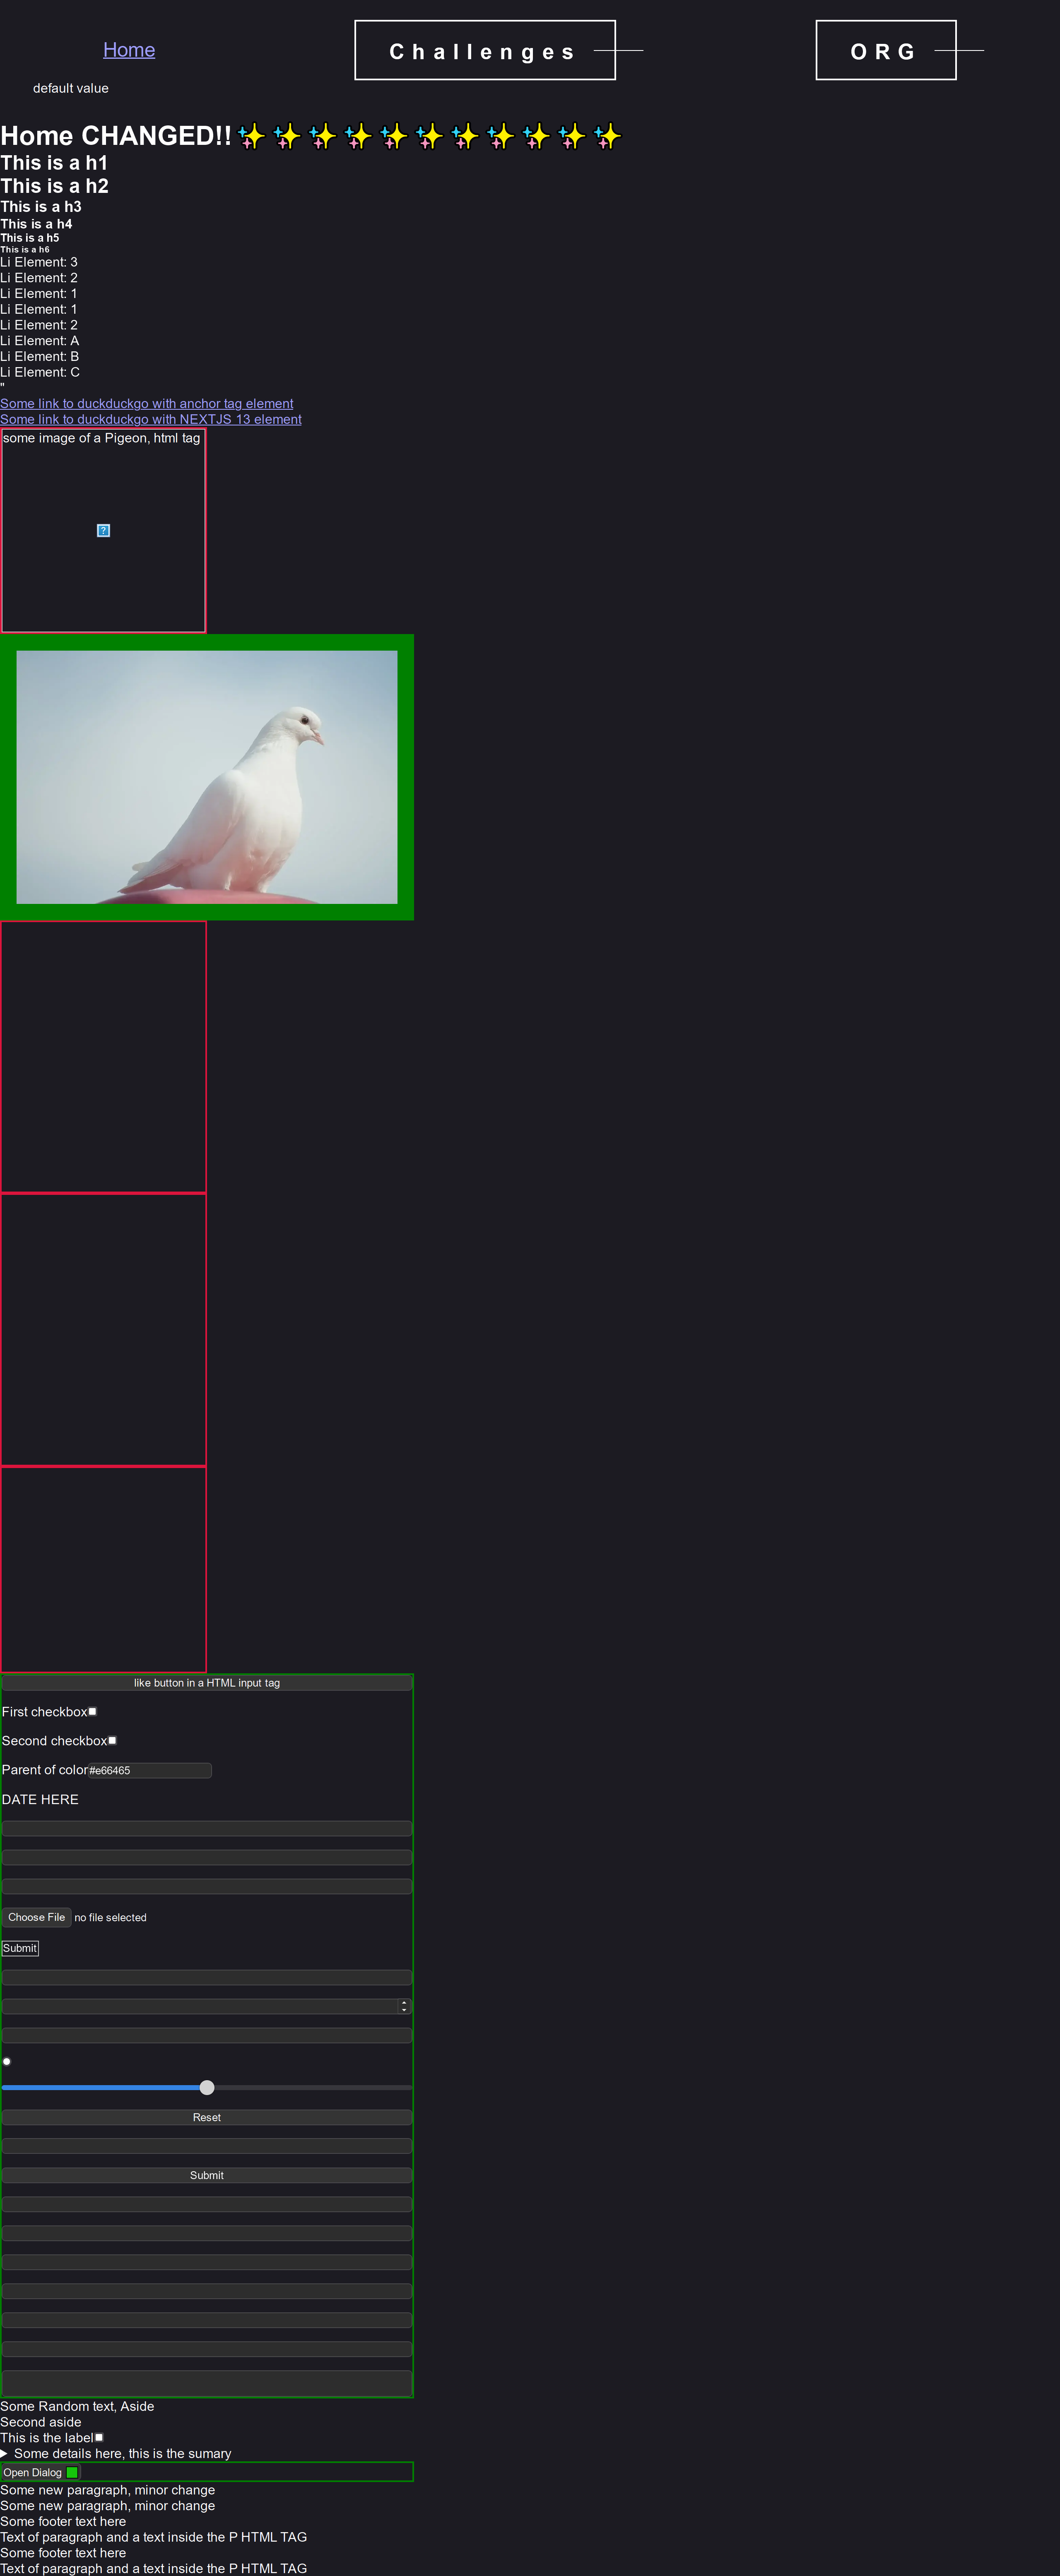 Home Challenges ORG
default value
Home CHANGED!!✨ ✨ ✨ ✨ ✨ ✨ ✨ ✨ ✨ ✨ ✨
This is a h1
This is a h2
This is a h3
This is a h4
This is a h5
This is a h6
Li Element: 3
Li Element: 2
Li Element: 1
Li Element: 1
Li Element: 2
Li Element: A
Li Element: B
Li Element: C
"
Some link to duckduckgo with anchor tag element
Some link to duckduckgo with NEXTJS 13 element
some image of a Pigeon, html tag
?
like button in a HTML input tag
First checkbox
Second checkbox
Parent of color #e66465
DATE HERE
Choose File no file selected
Submit
Reset
Submit
Some Random text, Aside
Second aside
This is the label
Some details here, this is the sumary
Open Dialog
Some new paragraph, minor change
Some new paragraph, minor change
Some footer text here
Text of paragraph and a text inside the P HTML TAG
Some footer text here
Text of paragraph and a text inside the P HTML TAG